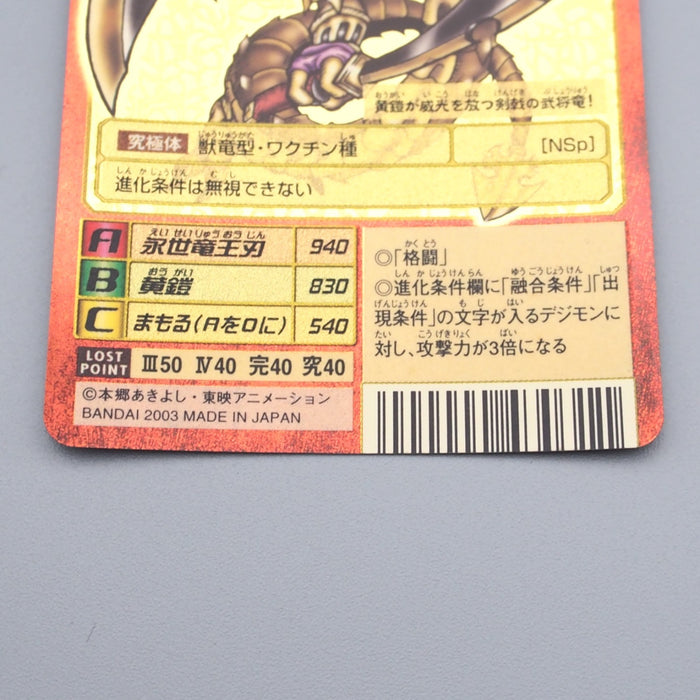 黄鎧が威光を放つ剣戟の武将竜!
究極体 獣竜型・ワクチン種 [NSp]
進化条件は無視できない
A 永世竜王刃 940
B 黄鎧 830
C まもる(Aを0に) 540
LOST POINT Ⅲ50 Ⅳ40 完40 究40
©本郷あきよし・東映アニメーション
BANDAI 2003 MADE IN JAPAN
◎「格闘」
◎進化条件欄に「融合条件」「出
現条件」の文字が入るデジモンに
対し、攻撃力が3倍になる